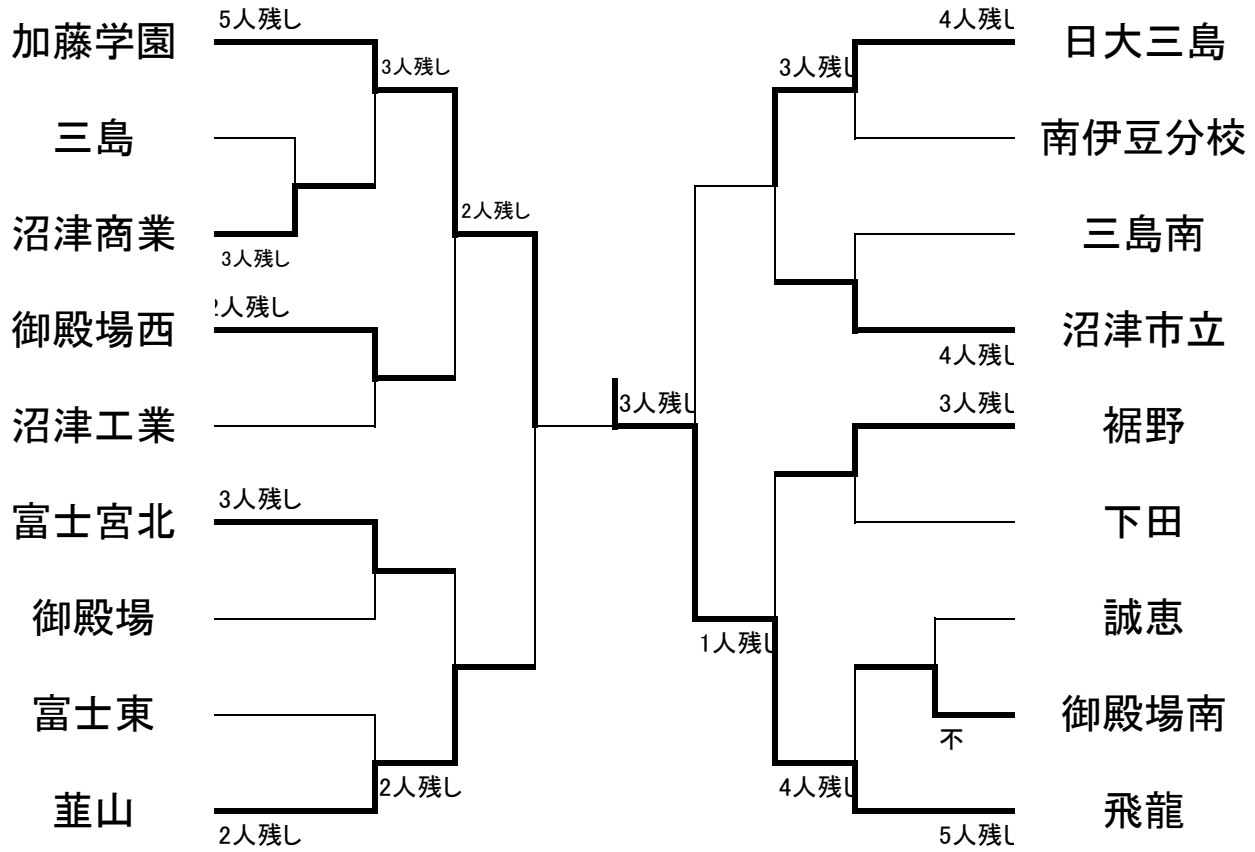 5人残し
加藤学園
3人残し
三島
2人残し
沼津商業
3人残し
2人残し
御殿場西
沼津工業
3人残し
富士宮北
御殿場
富士東
2人残し
韮山
2人残し
4人残し
日大三島
3人残し
南伊豆分校
三島南
沼津市立
4人残し
3人残し
3人残し
裾野
下田
誠恵
1人残し
御殿場南
不
4人残し
飛龍
5人残し